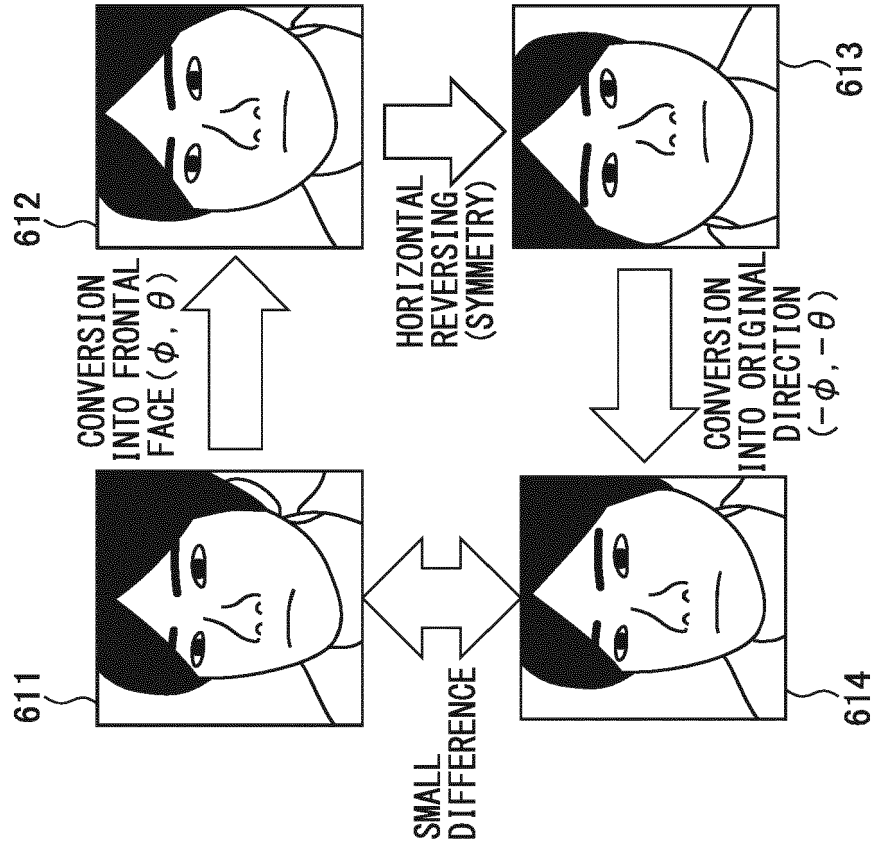 611
CONVERSION
INTO FRONTAL
FACE(φ, θ)
612
HORIZONTAL
REVERSING
(SYMMETRY)
613
CONVERSION
INTO ORIGINAL
DIRECTION
(-φ, -θ)
614
SMALL
DIFFERENCE